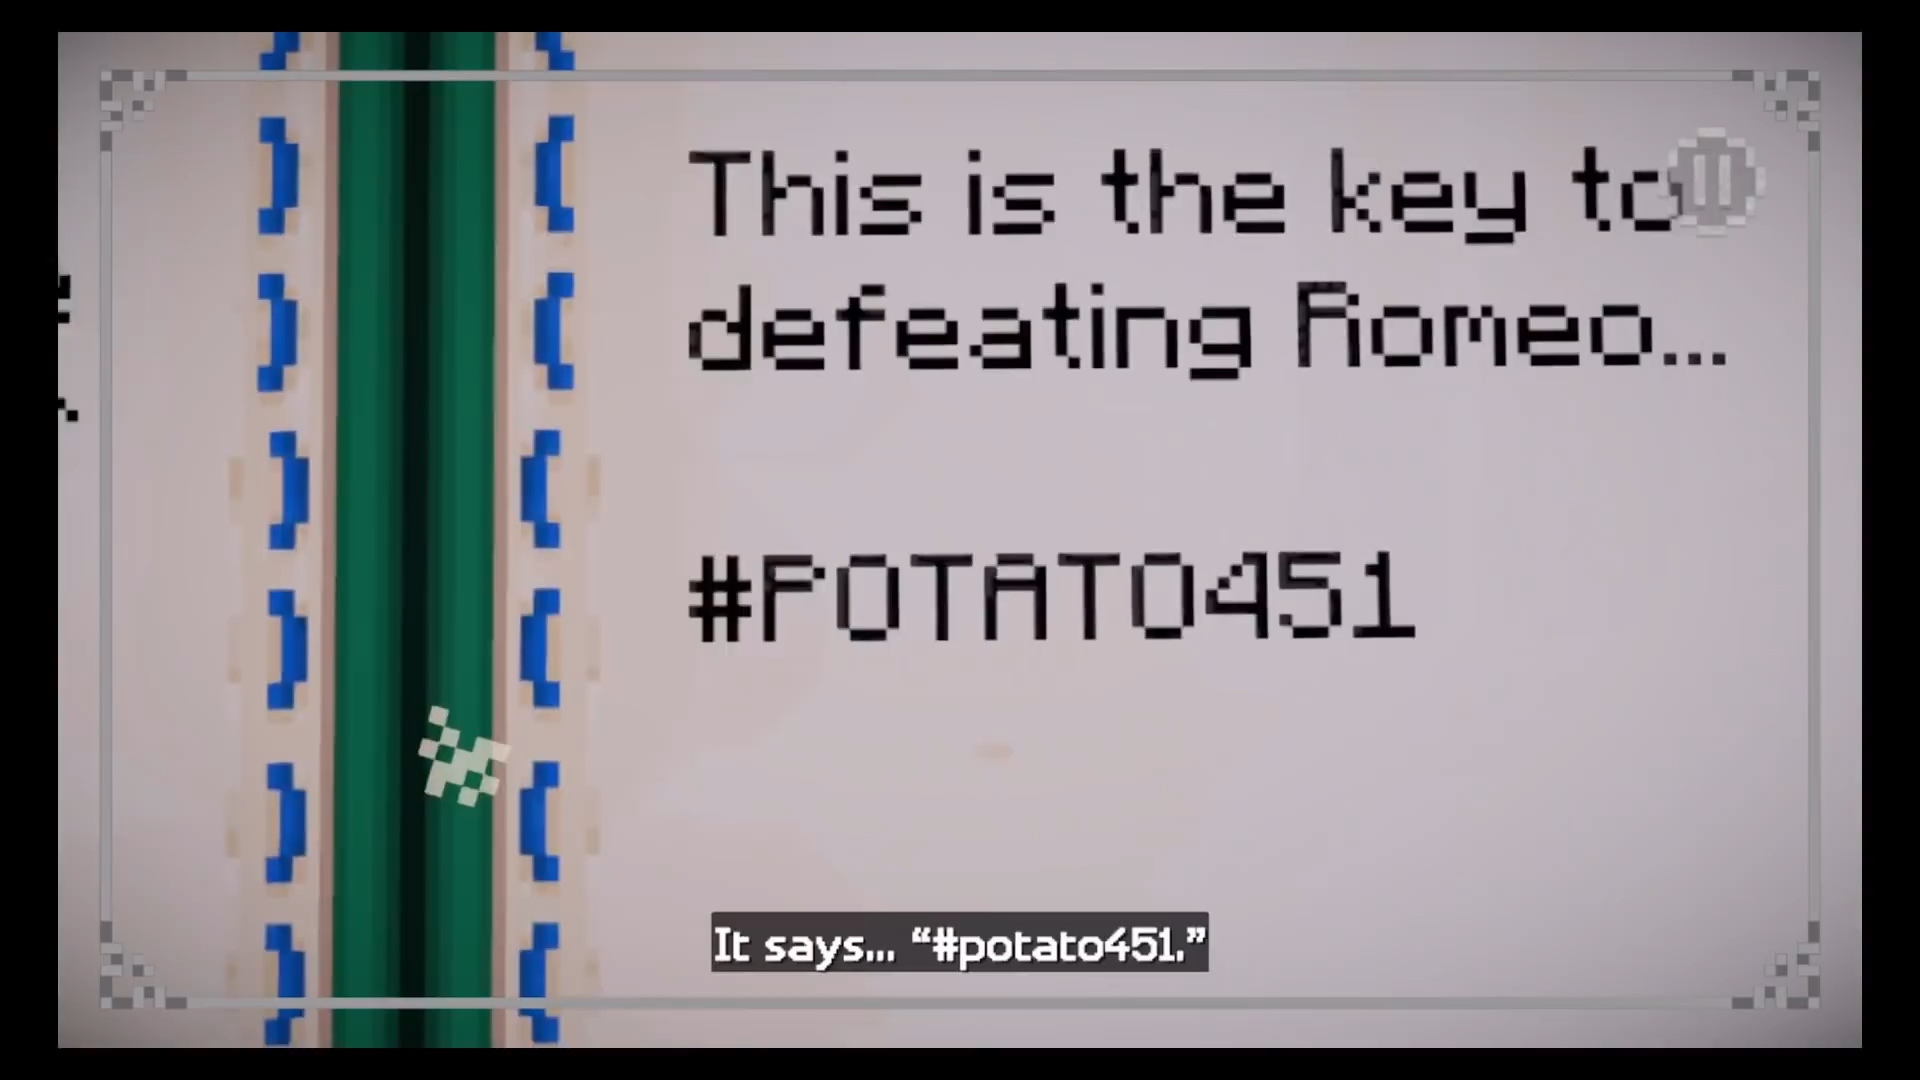 This is the key to
defeating Romeo...
#POTATO451
It says... “#potato451.”